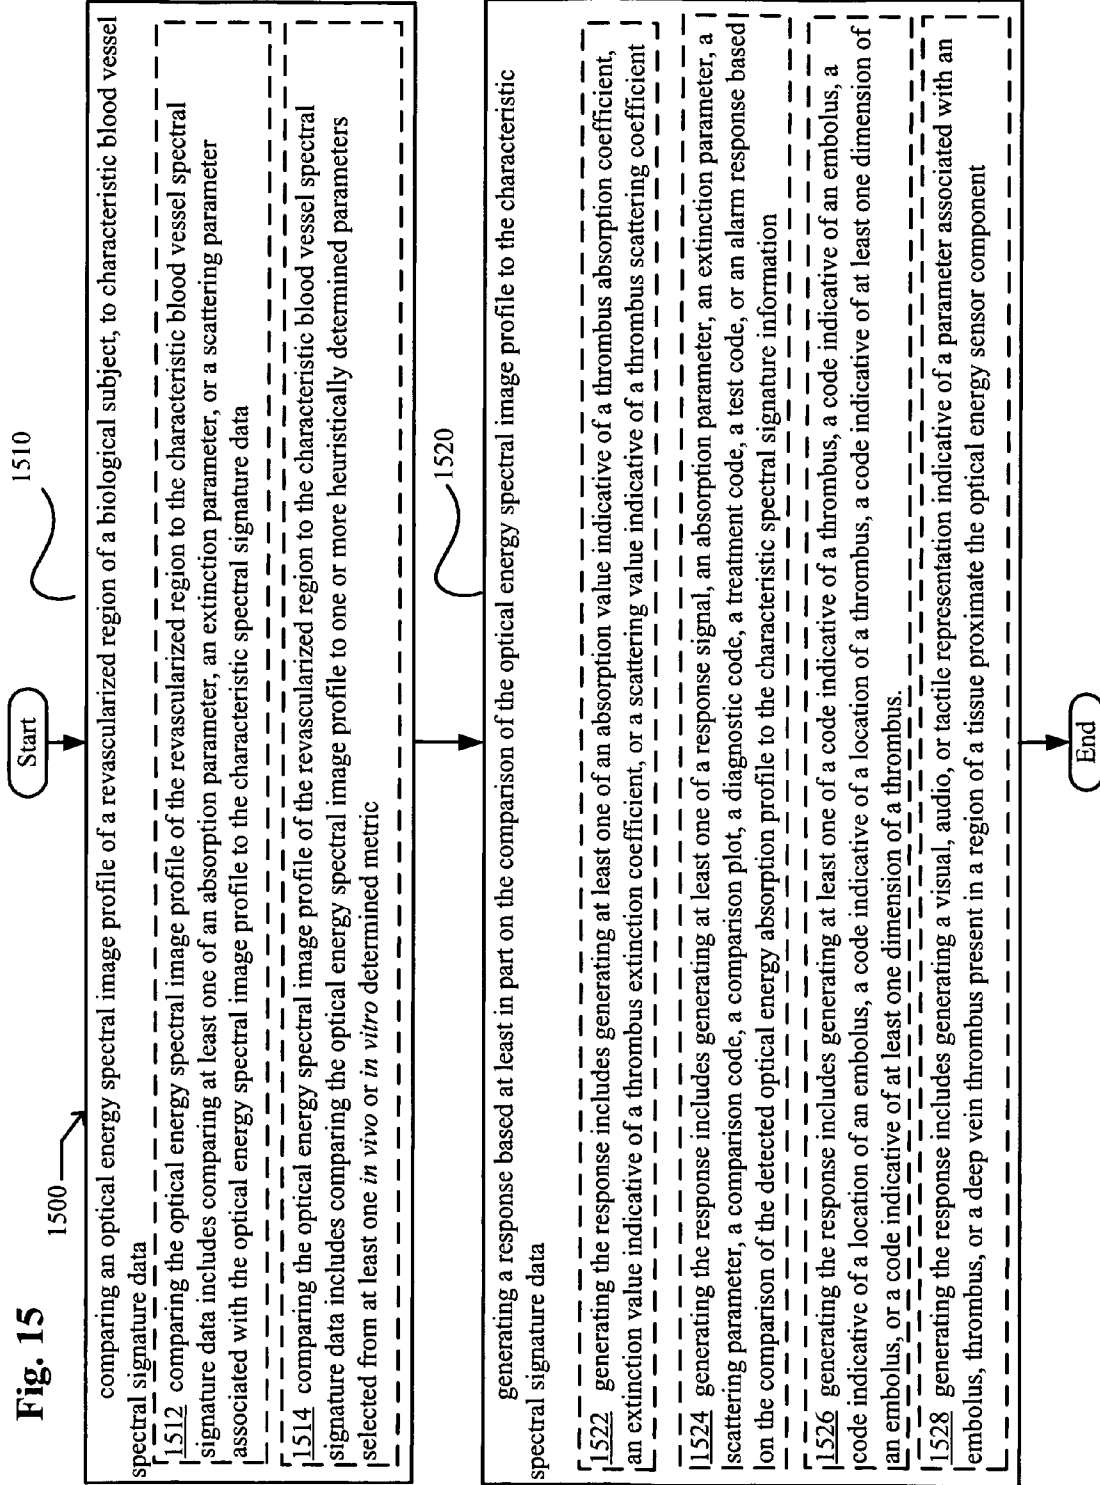 Fig. 15
1500
Start
1510
comparing an optical energy spectral image profile of a revascularized region of a biological subject, to characteristic blood vessel
spectral signature data
1512 comparing the optical energy spectral image profile of the revascularized region to the characteristic blood vessel spectral
signature data includes comparing at least one of an absorption parameter, an extinction parameter, or a scattering parameter
associated with the optical energy spectral image profile to the characteristic spectral signature data
1514 comparing the optical energy spectral image profile of the revascularized region to the characteristic blood vessel spectral
signature data includes comparing the optical energy spectral image profile to one or more heuristically determined parameters
selected from at least one in vivo or in vitro determined metric
1520
generating a response based at least in part on the comparison of the optical energy spectral image profile to the characteristic
spectral signature data
1522 generating the response includes generating at least one of an absorption value indicative of a thrombus absorption coefficient,
an extinction value indicative of a thrombus extinction coefficient, or a scattering value indicative of a thrombus scattering coefficient
1524 generating the response includes generating at least one of a response signal, an absorption parameter, an extinction parameter, a
scattering parameter, a comparison code, a comparison plot, a diagnostic code, a treatment code, a test code, or an alarm response based
on the comparison of the detected optical energy absorption profile to the characteristic spectral signature information
1526 generating the response includes generating at least one of a code indicative of a thrombus, a code indicative of an embolus, a
code indicative of a location of an embolus, a code indicative of a location of a thrombus, a code indicative of at least one dimension of
an embolus, or a code indicative of at least one dimension of a thrombus.
1528 generating the response includes generating a visual, audio, or tactile representation indicative of a parameter associated with an
embolus, thrombus, or a deep vein thrombus present in a region of a tissue proximate the optical energy sensor component
End